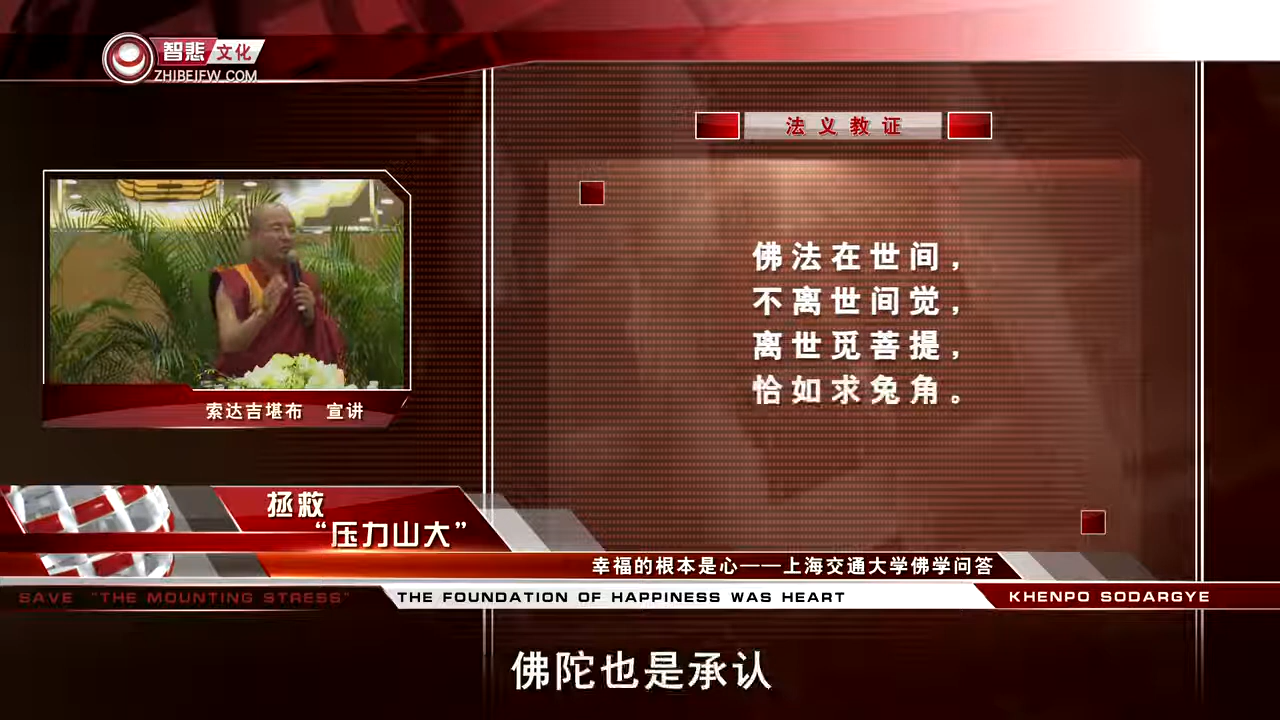 智悲文化
ZHIBEIFW.COM
法义教证
佛法在世间，
不离世间觉，
离世觅菩提，
恰如求兔角。
索达吉堪布 宣讲
拯救
“压力山大”
幸福的根本是心——上海交通大学佛学问答
SAVE "THE MOUNTING STRESS"
THE FOUNDATION OF HAPPINESS WAS HEART
KHENPO SODARGYE
佛陀也是承认